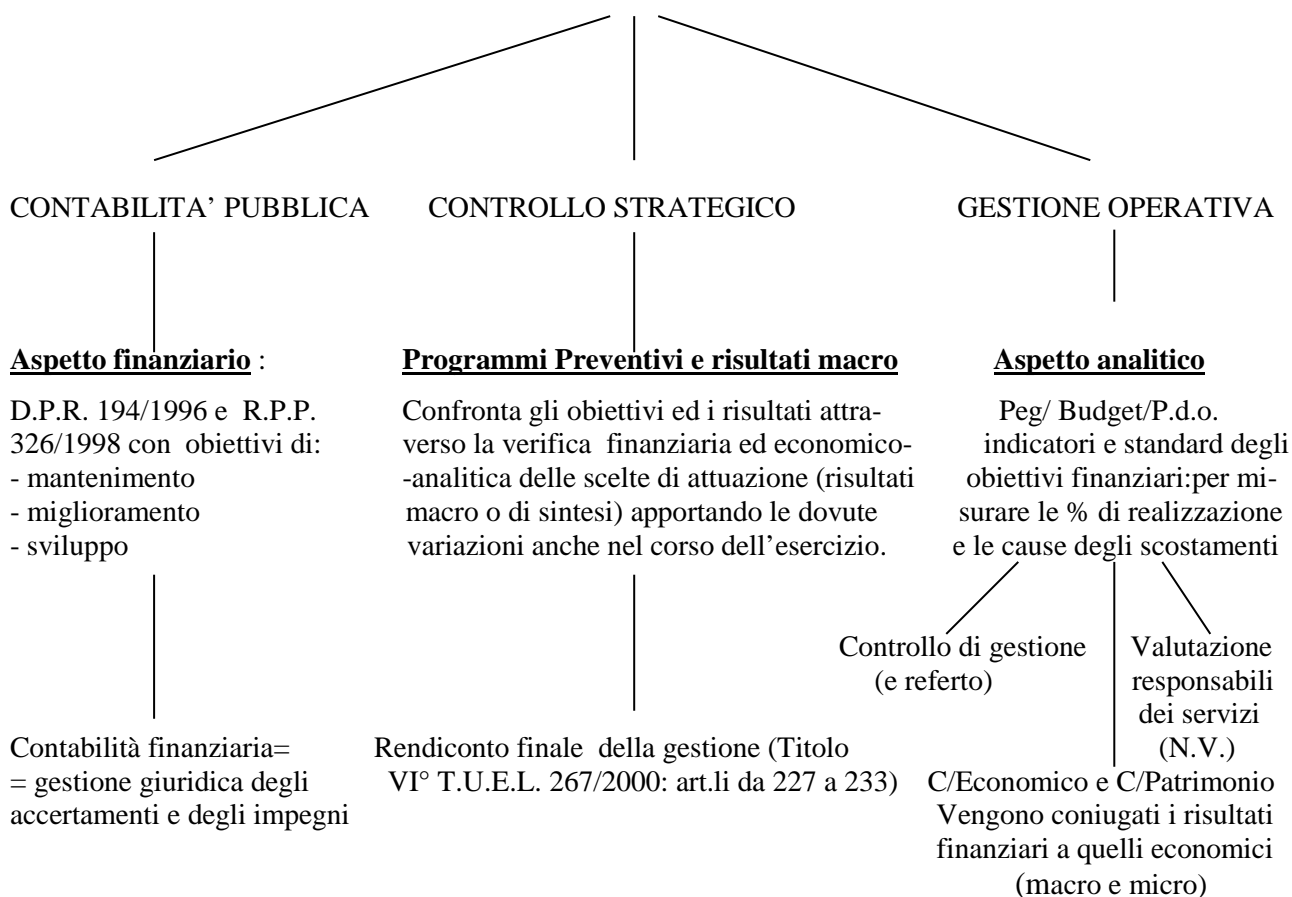 CONTABILITA’ PUBBLICA
CONTROLLO STRATEGICO
GESTIONE OPERATIVA
Aspetto finanziario :
D.P.R. 194/1996 e R.P.P.
326/1998 con obiettivi di:
- mantenimento
- miglioramento
- sviluppo
Contabilità finanziaria=
= gestione giuridica degli
accertamenti e degli impegni
Programmi Preventivi e risultati macro
Confronta gli obiettivi ed i risultati attra-
verso la verifica finanziaria ed economico-
-analitica delle scelte di attuazione (risultati
macro o di sintesi) apportando le dovute
variazioni anche nel corso dell’esercizio.
Rendiconto finale della gestione (Titolo
VI° T.U.E.L. 267/2000: art.li da 227 a 233)
Aspetto analitico
Peg/ Budget/P.d.o.
indicatori e standard degli
obiettivi finanziari:per mi-
surare le % di realizzazione
e le cause degli scostamenti
Controllo di gestione
(e referto)
Valutazione
responsabili
dei servizi
(N.V.)
C/Economico e C/Patrimonio
Vengono coniugati i risultati
finanziari a quelli economici
(macro e micro)